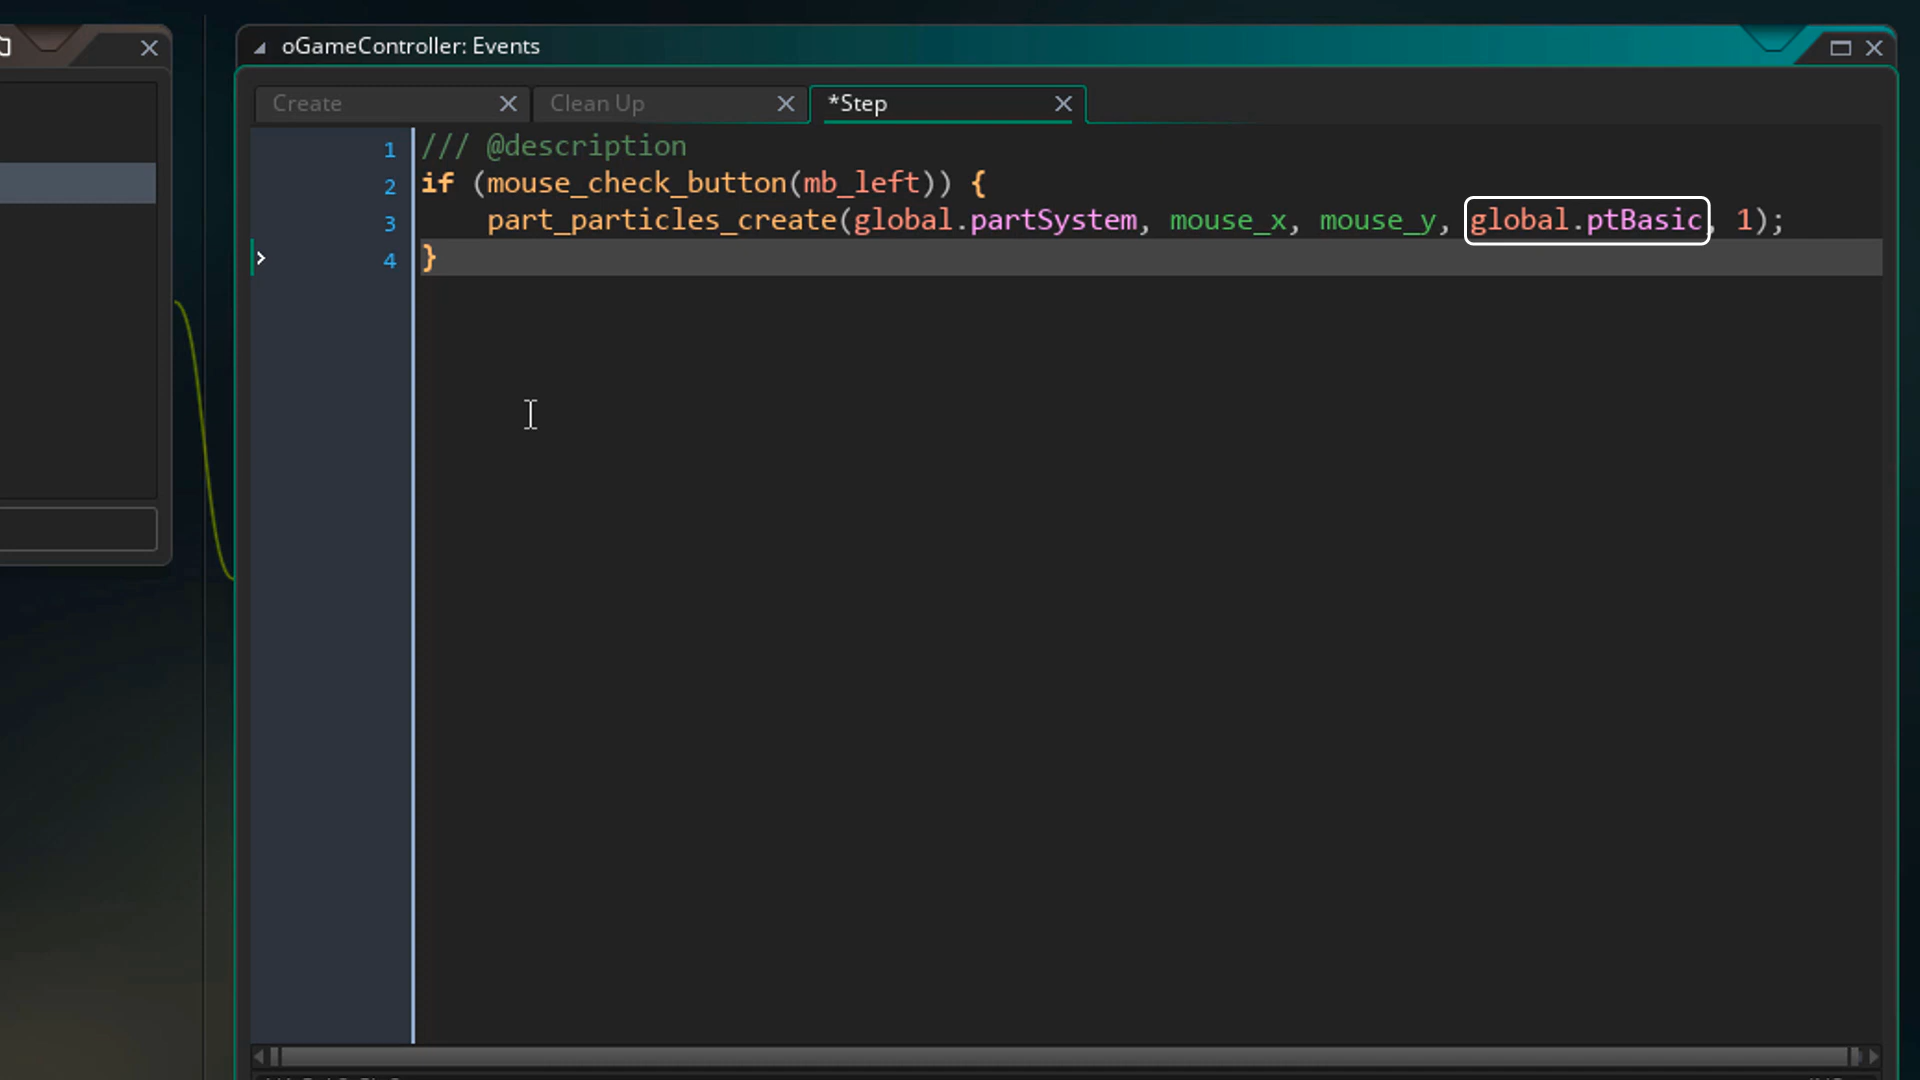 oGameController: Events
Create
Clean Up
*Step
1 /// @description
2 if (mouse_check_button(mb_left)) {
3 part_particles_create(global.partSystem, mouse_x, mouse_y, global.ptBasic, 1);
4 }